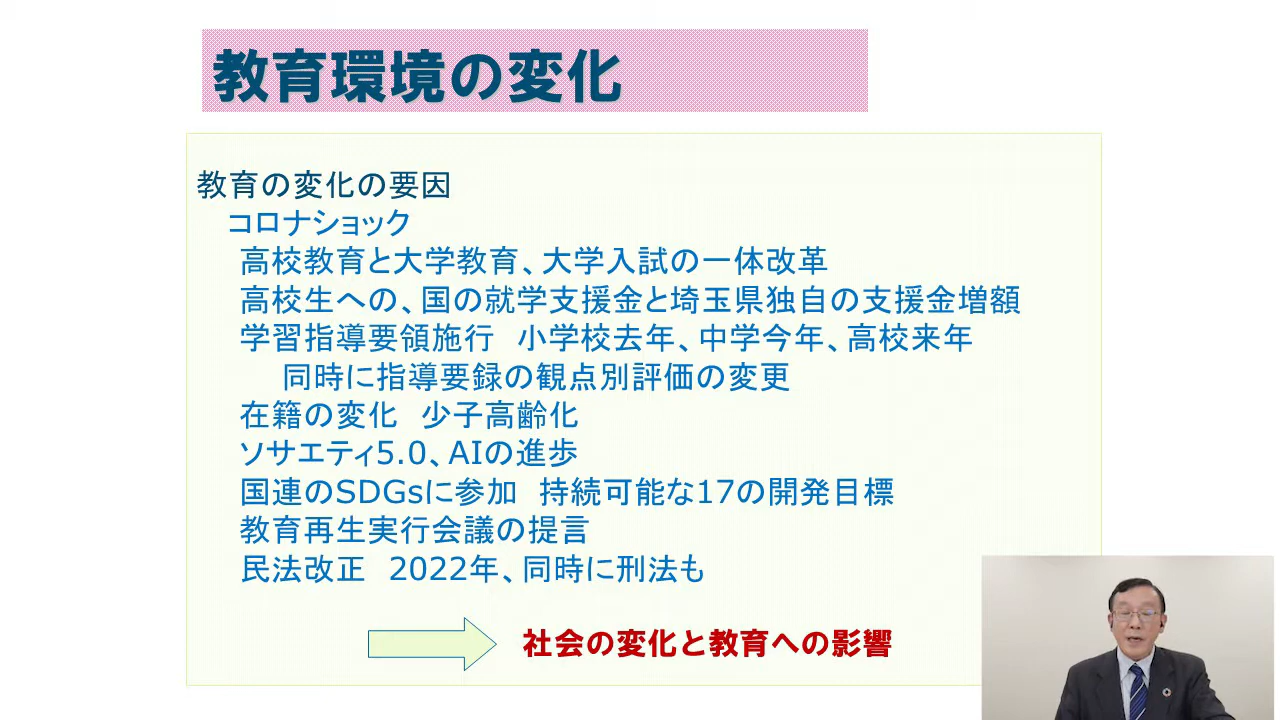 教育環境の変化
教育の変化の要因
コロナショック
高校教育と大学教育、大学入試の一体改革
高校生への、国の就学支援金と埼玉県独自の支援金増額
学習指導要領施行　小学校去年、中学今年、高校来年
同時に指導要録の観点別評価の変更
在籍の変化　少子高齢化
ソサエティ5.0、AIの進歩
国連のSDGsに参加　持続可能な17の開発目標
教育再生実行会議の提言
民法改正　2022年、同時に刑法も
社会の変化と教育への影響